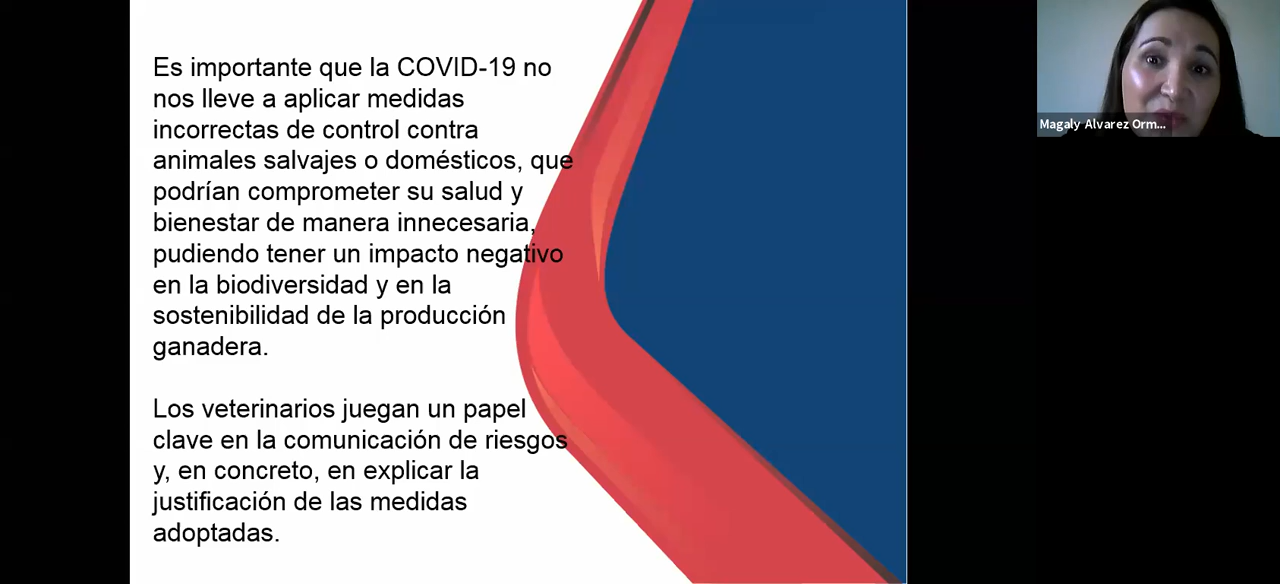 Es importante que la COVID-19 no
nos lleve a aplicar medidas
incorrectas de control contra
animales salvajes o domésticos, que
podrían comprometer su salud y
bienestar de manera innecesaria,
pudiendo tener un impacto negativo
en la biodiversidad y en la
sostenibilidad de la producción
ganadera.
Los veterinarios juegan un papel
clave en la comunicación de riesgos
y, en concreto, en explicar la
justificación de las medidas
adoptadas.
Magaly Alvarez Orm...